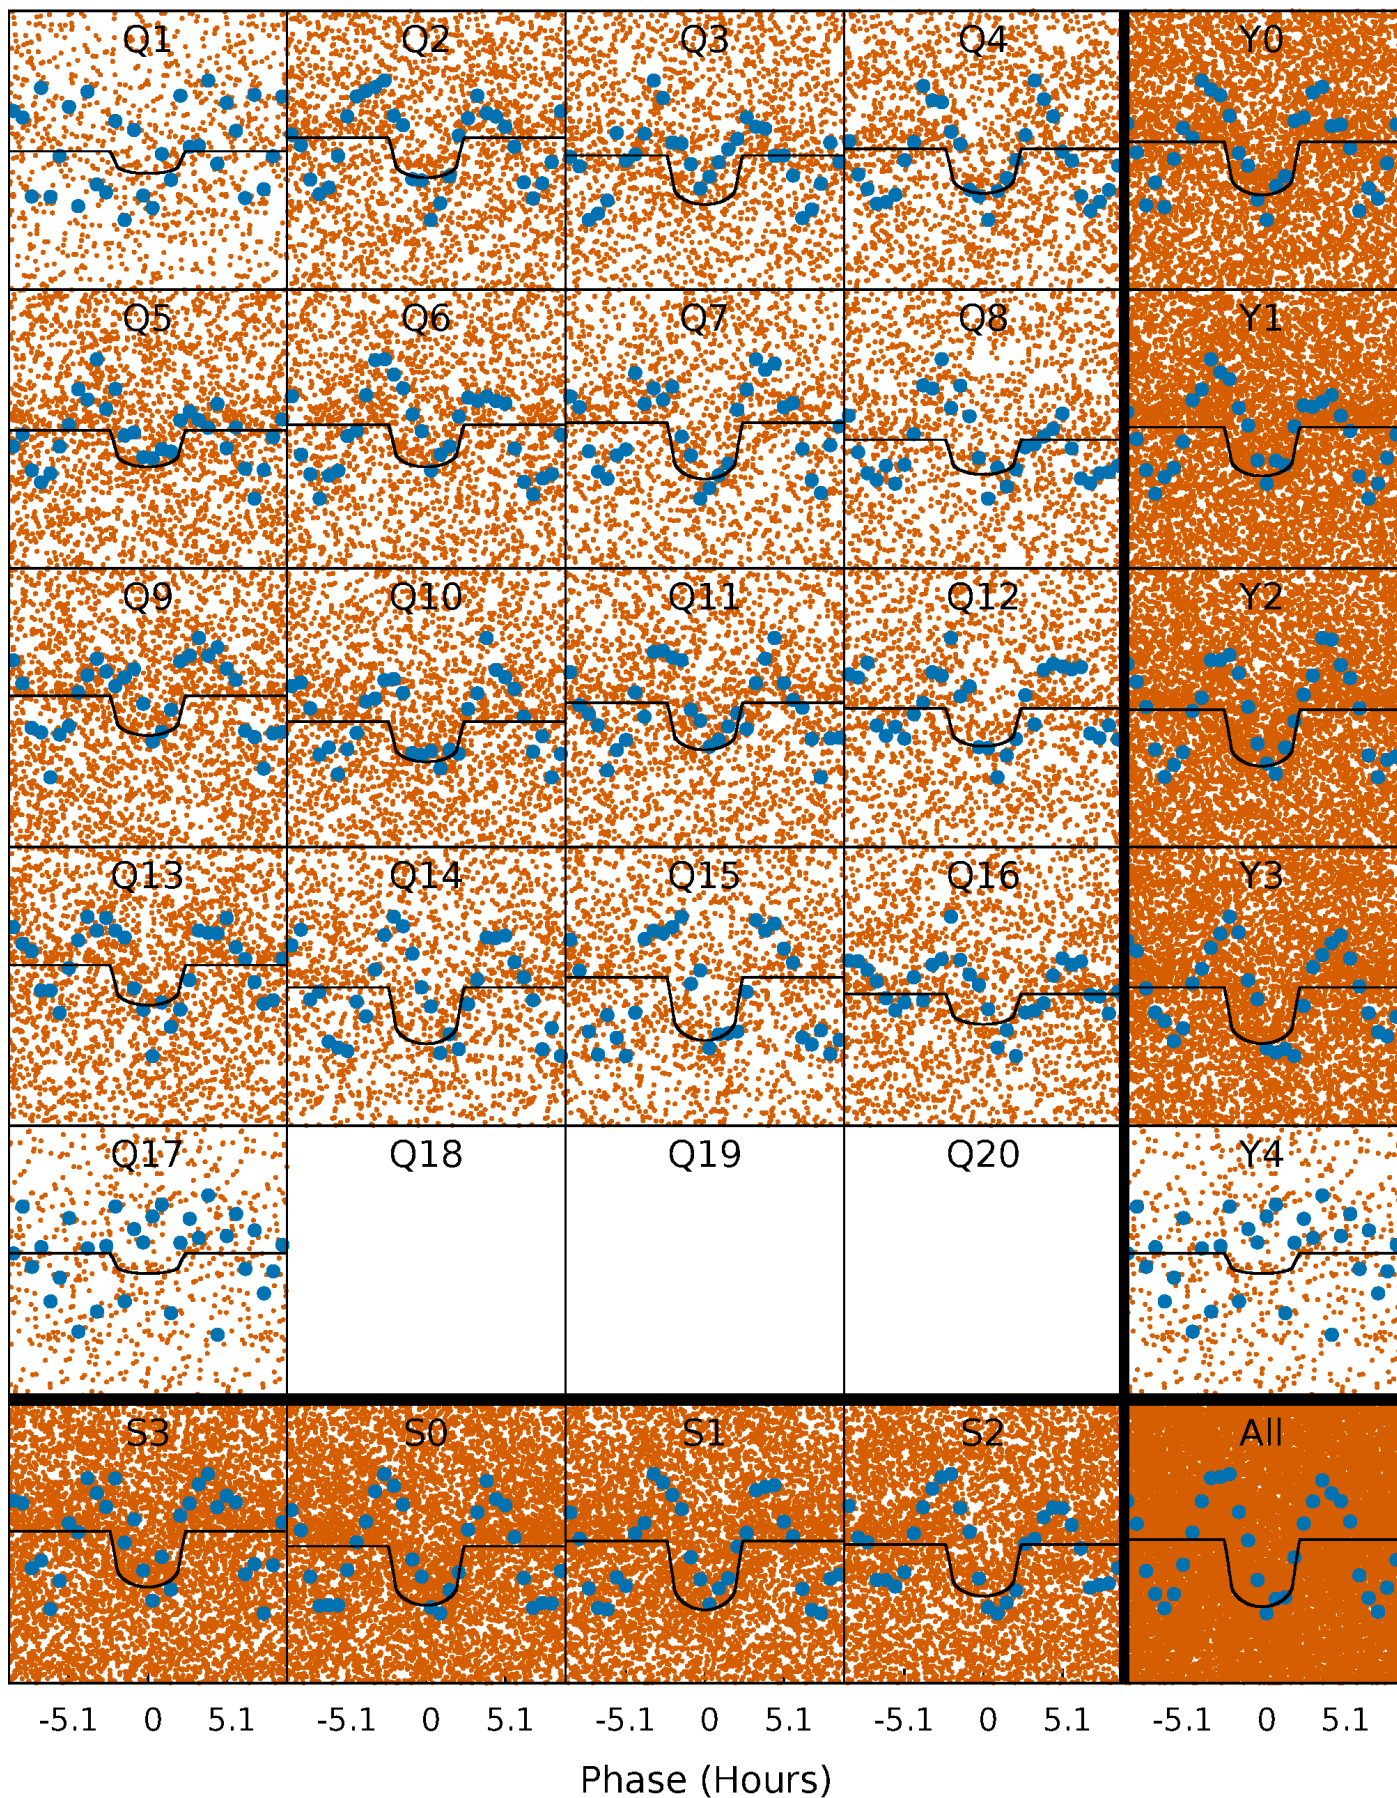 Q1 Q2 Q3 Q4 Y0
Q5 Q6 Q7 Q8 Y1
Q9 Q10 Q11 Q12 Y2
Q13 Q14 Q15 Q16 Y3
Q17 Q18 Q19 Q20 Y4
S3 S0 S1 S2 All
-5.1 0 5.1 -5.1 0 5.1 -5.1 0 5.1 -5.1 0 5.1 -5.1 0 5.1
Phase (Hours)